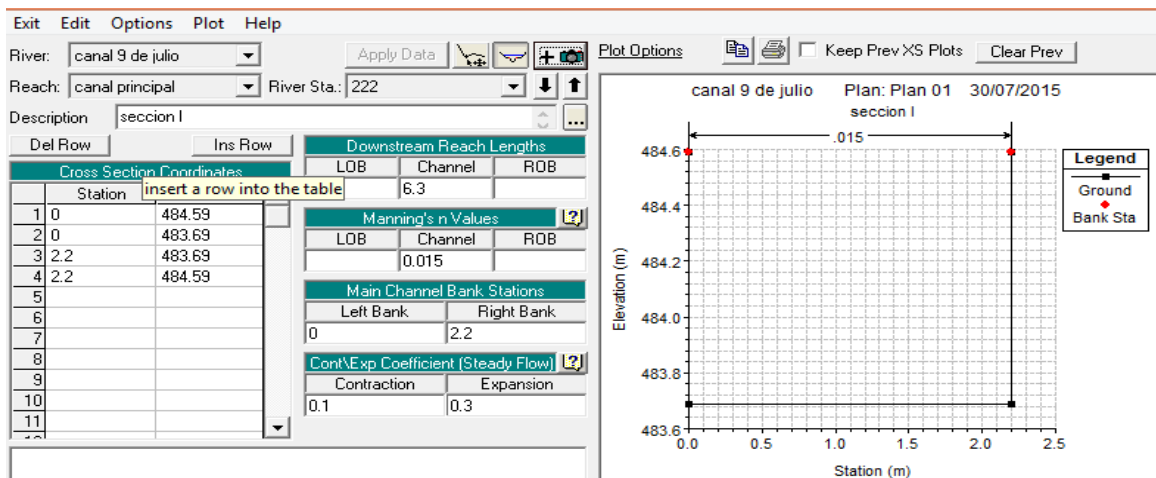 Exit Edit Options Plot Help
River: canal 9 de julio Apply Data Plot Options Keep Prev XS Plots Clear Prev
Reach: canal principal River Sta.: 222
Description seccion I ...
Del Row Ins Row
Cross Section Coordinates
Station
insert a row into the table
1 0 484.59
2 0 483.69
3 2.2 483.69
4 2.2 484.59
5
6
7
8
9
10
11
Downstream Reach Lengths
LOB Channel ROB
6.3
Manning's n Values
LOB Channel ROB
0.015
Main Channel Bank Stations
Left Bank Right Bank
0 2.2
Cont\Exp Coefficient (Steady Flow)
Contraction Expansion
0.1 0.3
canal 9 de julio Plan: Plan 01 30/07/2015
seccion I
.015
484.6
484.4
484.2
484.0
483.8
483.6
0.0 0.5 1.0 1.5 2.0 2.5
Station (m)
Elevation (m)
Legend
Ground
Bank Sta